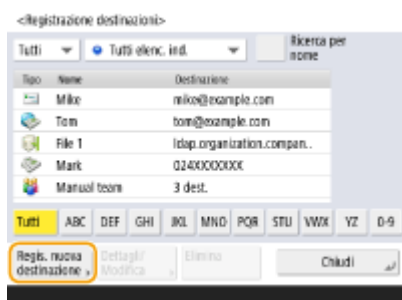 <Registrazione destinazioni>
Tutti Tutti elenc. ind. Ricerca per nome
Tipo Nome Destinazione
Mike mike@example.com
Tom tom@example.com
File 1 ldap.organization.compan..
Mark 024XXXXXXX
Manual team 3 dest.
Tutti ABC DEF GHI JKL MNO PQR STU VWX YZ 0-9
Regis. nuova destinazione Dettagli/ Modifica Elimina Chiudi